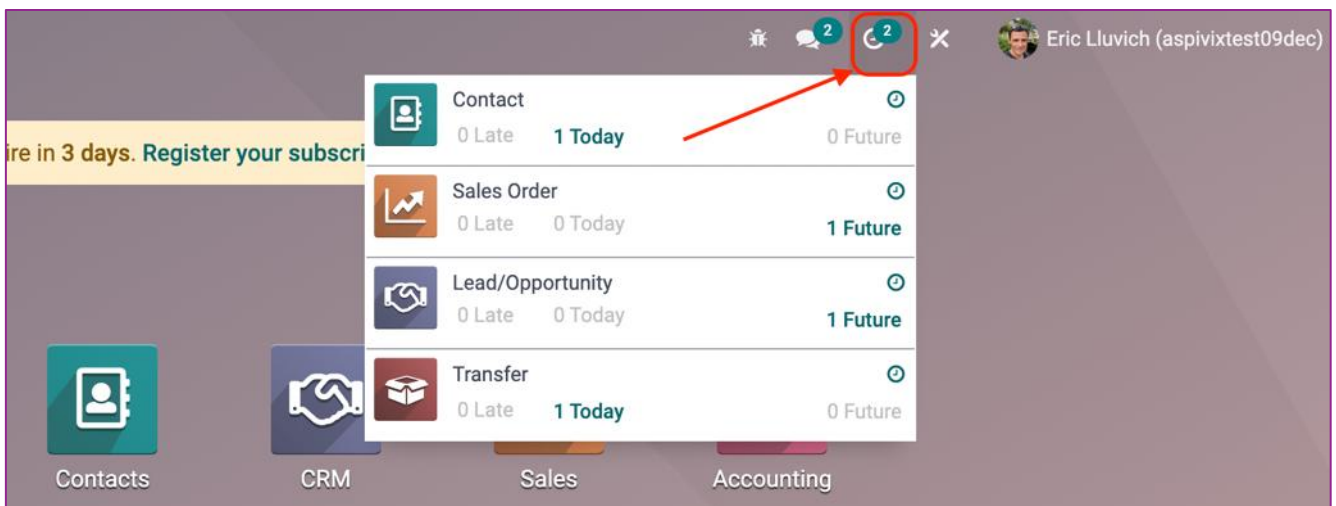 2 2 Eric Lluvich (aspivixtest09dec)
Contact
0 Late 1 Today 0 Future
ire in 3 days. Register your subscri
Sales Order
0 Late 0 Today 1 Future
Lead/Opportunity
0 Late 0 Today 1 Future
Transfer
0 Late 1 Today 0 Future
Contacts CRM Sales Accounting